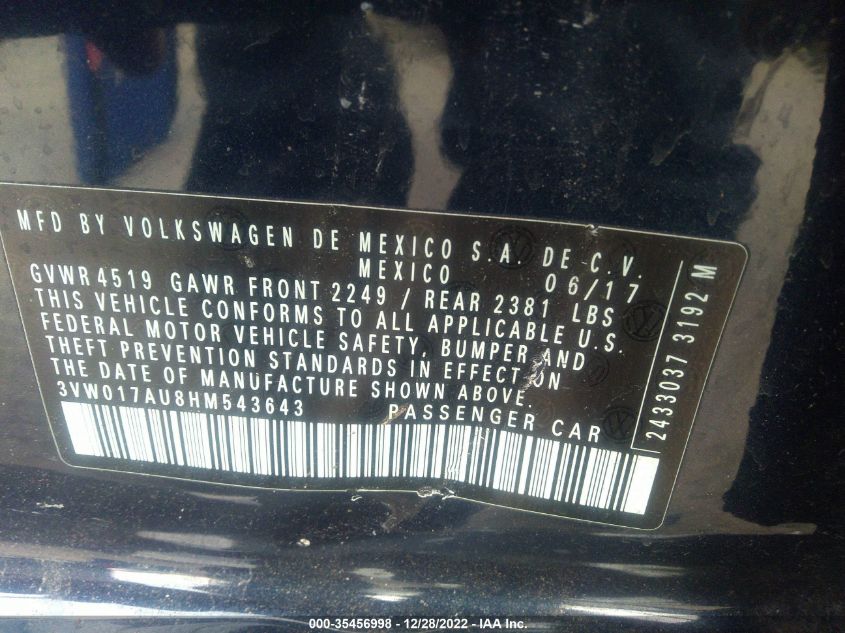 MFD BY VOLKSWAGEN DE MEXICO S.A. DE C.V.
MEXICO 06/17
GVWR 4519 GAWR FRONT 2249 / REAR 2381 LBS
THIS VEHICLE CONFORMS TO ALL APPLICABLE U.S.
FEDERAL MOTOR VEHICLE SAFETY, BUMPER AND
THEFT PREVENTION STANDARDS IN EFFECT ON
THE DATE OF MANUFACTURE SHOWN ABOVE.
3VW017AU8HM543643 PASSENGER CAR
2433037 3192 M
000-35456998 - 12/28/2022 - IAA Inc.